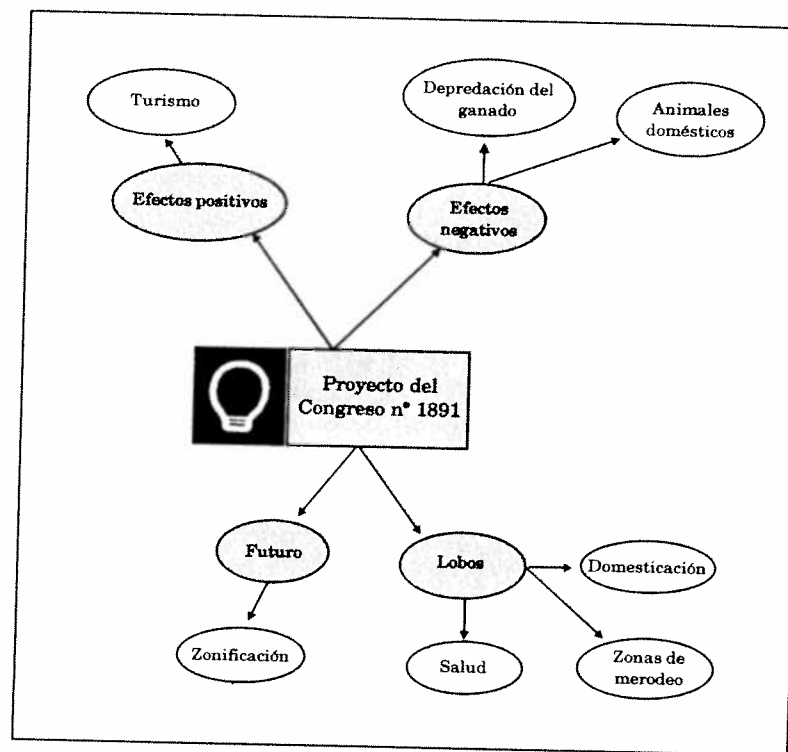 Turismo
Depredación del
ganado
Animales
domésticos
Efectos positivos
Efectos
negativos
Proyecto del
Congreso n° 1891
Futuro
Lobos
Domesticación
Zonificación
Salud
Zonas de
merodeo